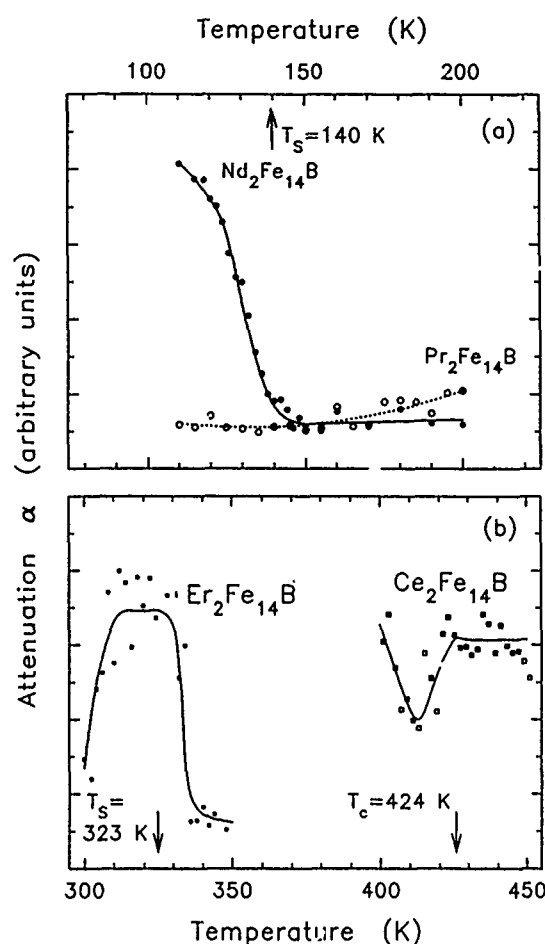 Temperature (K)
100 150 200
T_S=140 K (a)
Nd₂Fe₁₄B
Pr₂Fe₁₄B
(arbitrary units)
Attenuation α
(b)
Er₂Fe₁₄B Ce₂Fe₁₄B
T_S= T_c=424 K
323 K
300 350 400 450
Temperature (K)